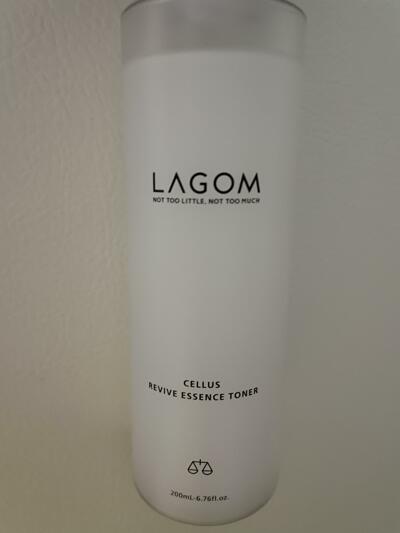 LAGOM
NOT TOO LITTLE, NOT TOO MUCH
CELLUS
REVIVE ESSENCE TONER
200mL-6.76fl.oz.